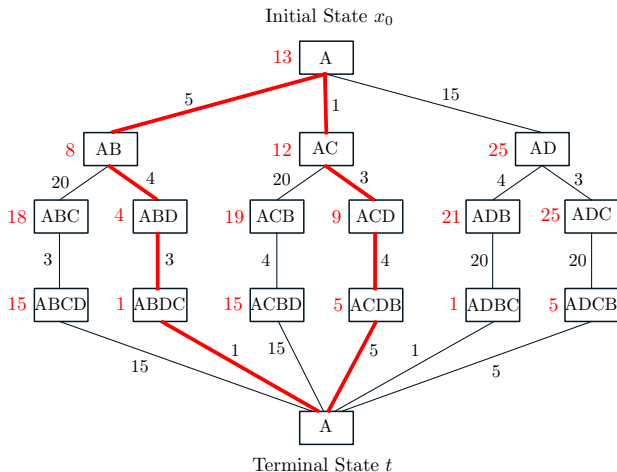 Initial State x₀
13 A
5 1 15
8 AB 12 AC 25 AD
20 4 20 3 4 3
18 ABC 4 ABD 19 ACB 9 ACD 21 ADB 25 ADC
3 3 4 4 20 20
15 ABCD 1 ABDC 15 ACBD 5 ACDB 1 ADBC 5 ADCB
15 1 15 5 1 5
A
Terminal State t